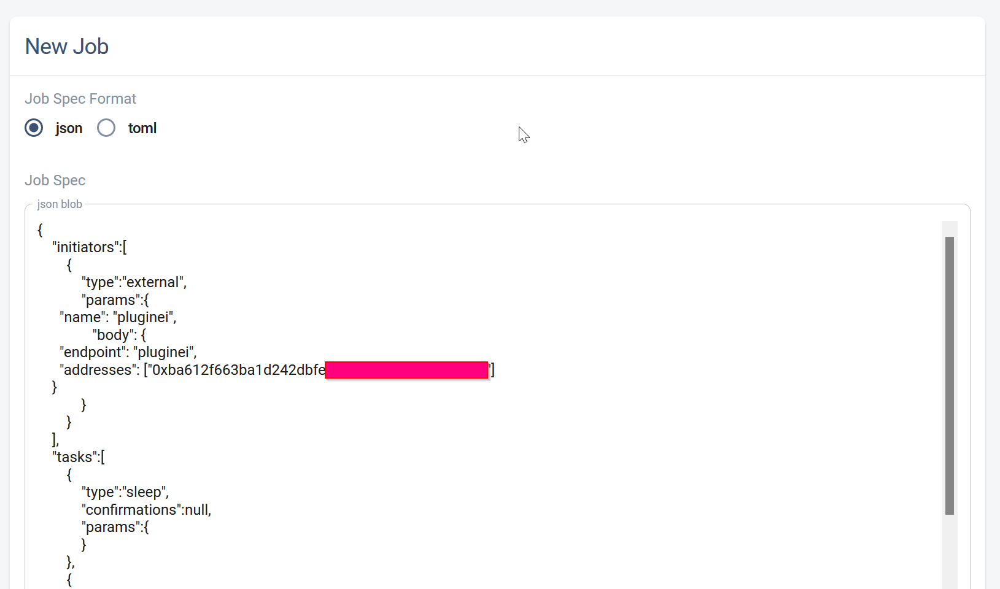 New Job
Job Spec Format
json toml
Job Spec
json blob
{
"initiators":[
{
"type":"external",
"params":{
"name": "pluginei",
"body": {
"endpoint": "pluginei",
"addresses": ["0xba612f663ba1d242dbfe"]
}
}
}
],
"tasks":[
{
"type":"sleep",
"confirmations":null,
"params":{
}
},
{